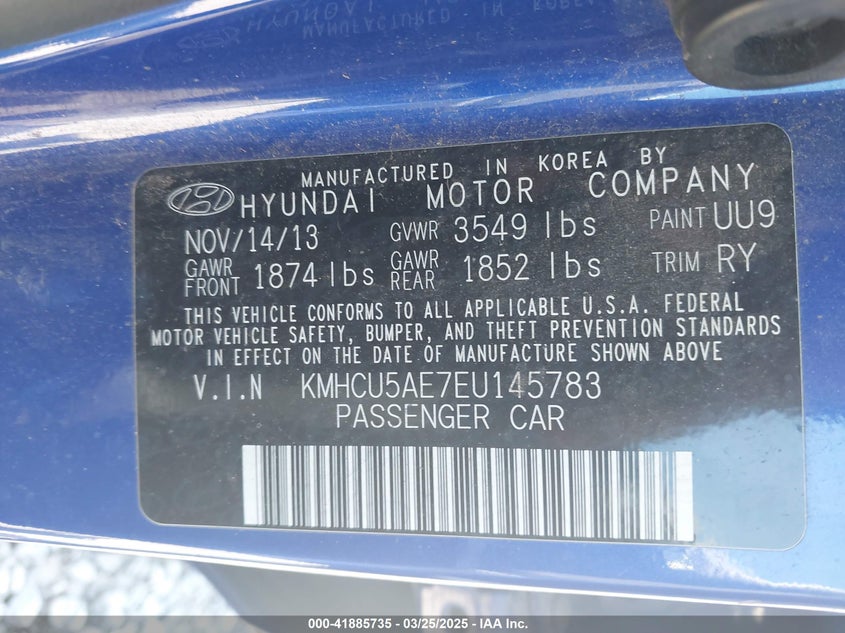 MANUFACTURED IN KOREA BY
HYUNDAI MOTOR COMPANY
NOV/14/13 GVWR 3549 lbs PAINT UU9
GAWR FRONT 1874 lbs GAWR REAR 1852 lbs TRIM RY
THIS VEHICLE CONFORMS TO ALL APPLICABLE U.S.A. FEDERAL
MOTOR VEHICLE SAFETY, BUMPER, AND THEFT PREVENTION STANDARDS
IN EFFECT ON THE DATE OF MANUFACTURE SHOWN ABOVE
V.I.N KMHCU5AE7EU145783
PASSENGER CAR
000-41885735 - 03/25/2025 - IAA Inc.